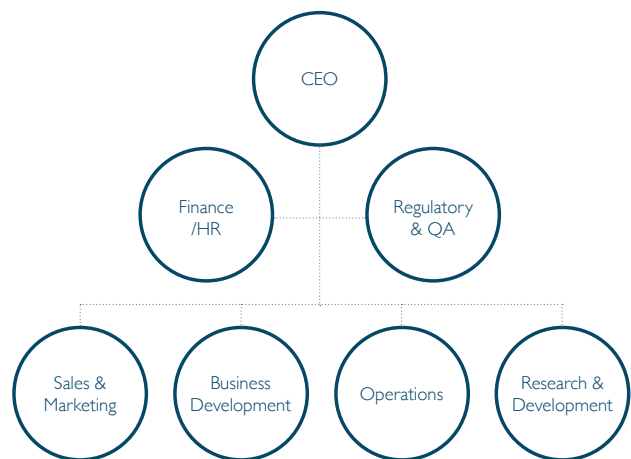 CEO
Finance
/HR
Regulatory
& QA
Sales &
Marketing
Business
Development
Operations
Research &
Development